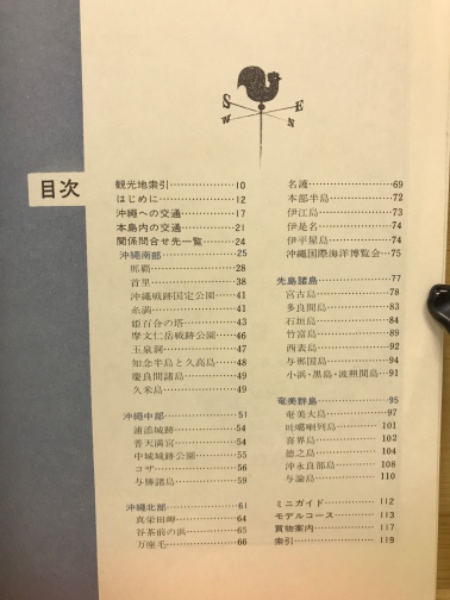 S
E
W
N
目次
観光地索引……………10
はじめに………………12
沖縄への交通…………17
本島内の交通…………21
関係問合せ先一覧……24
沖縄南部………………25
那覇……………………28
首里……………………38
沖縄戦跡国定公園……41
糸満……………………41
姫百合の塔……………43
摩文仁岳戦跡公園……46
玉泉洞…………………47
知念半島と久高島……48
慶良間諸島……………49
久米島…………………49
沖縄中部………………51
浦添城跡………………54
普天満宮………………54
中城城跡公園…………55
コザ……………………56
与勝諸島………………59
沖縄北部………………61
真栄田岬………………64
谷茶前の浜……………65
万座毛…………………66
名護……………………69
本部半島………………72
伊江島…………………73
伊是名…………………74
伊平屋島………………74
沖縄国際海洋博覧会…75
先島諸島………………77
宮古島…………………78
多良間島………………83
石垣島…………………84
竹富島…………………89
西表島…………………92
与那国島………………94
小浜・黒島・波照間島…91
奄美群島………………95
奄美大島………………97
吐噶喇列島……………101
喜界島…………………102
徳之島…………………104
沖永良部島……………108
与論島…………………110
ミニガイド……………112
モデルコース…………113
買物案内………………117
索引……………………119